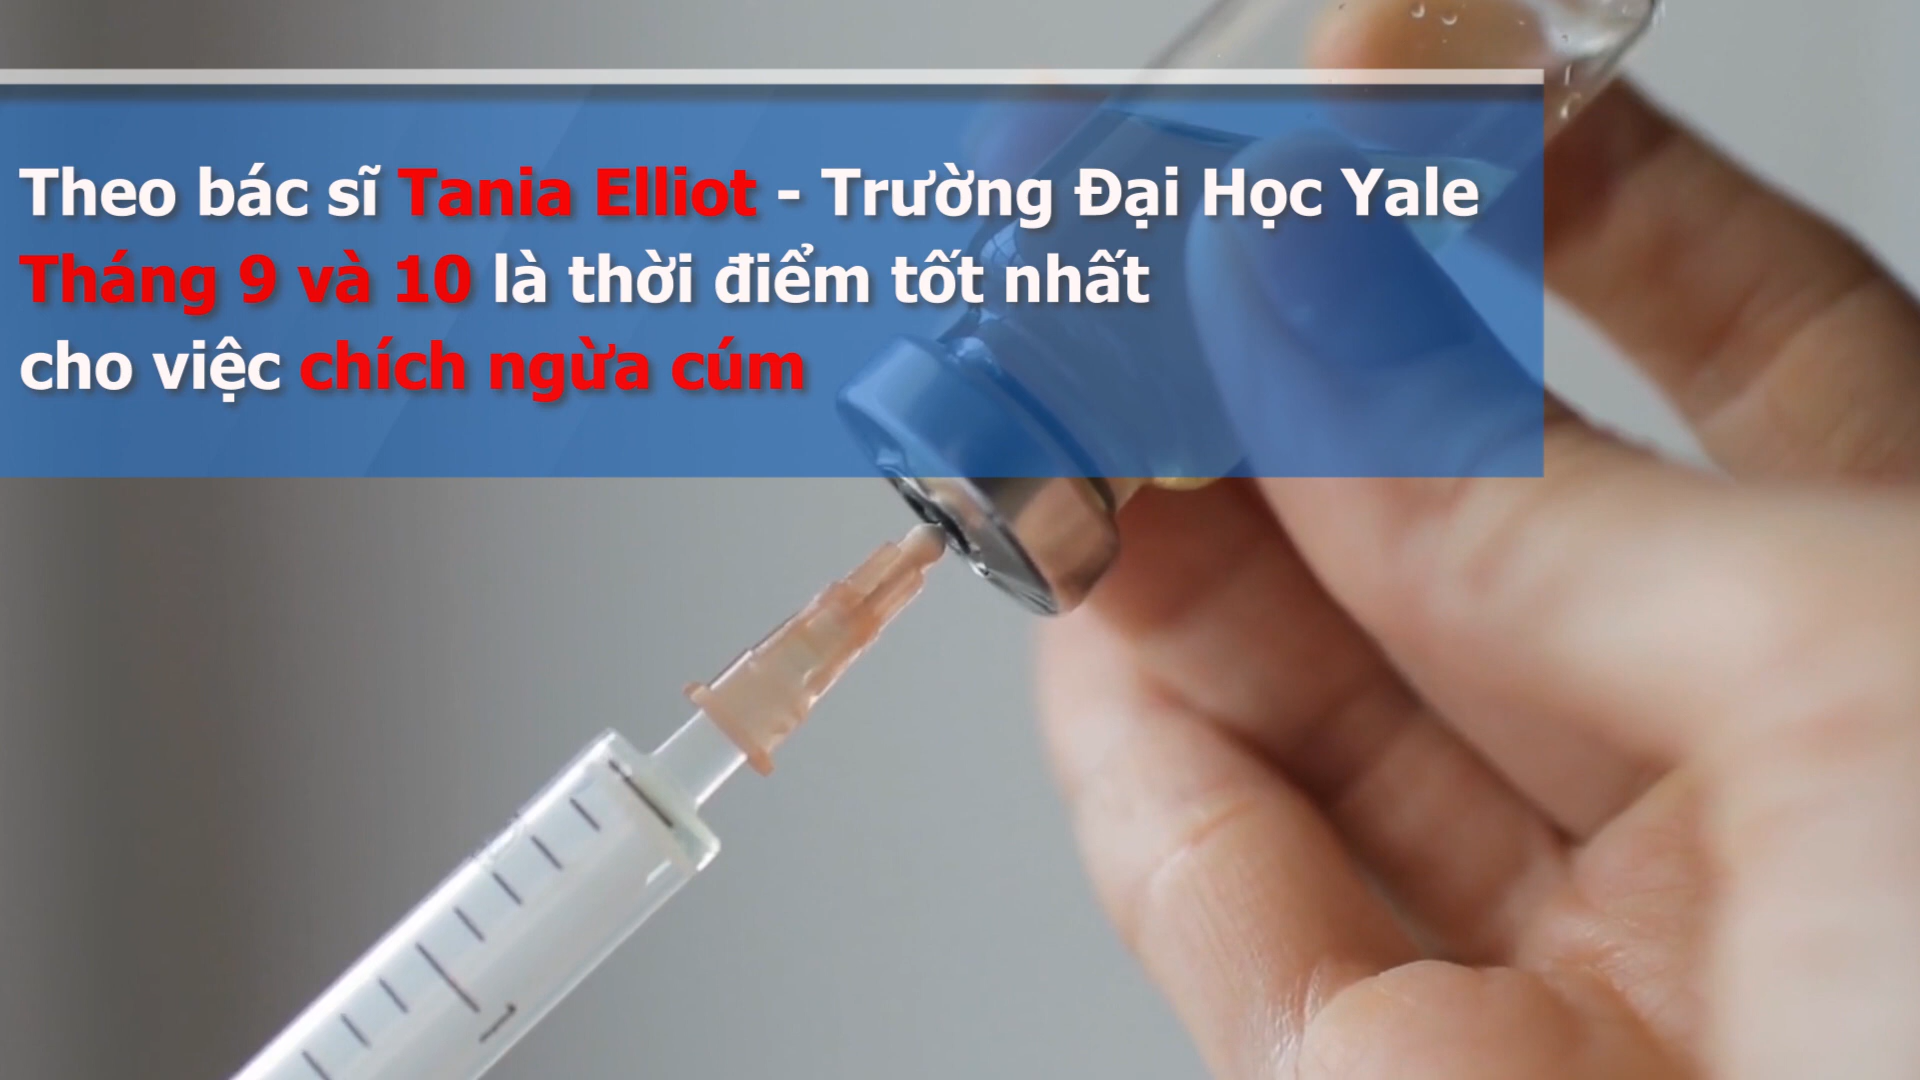 Theo bác sĩ Tania Elliot - Trường Đại Học Yale
Tháng 9 và 10 là thời điểm tốt nhất
cho việc chích ngừa cúm